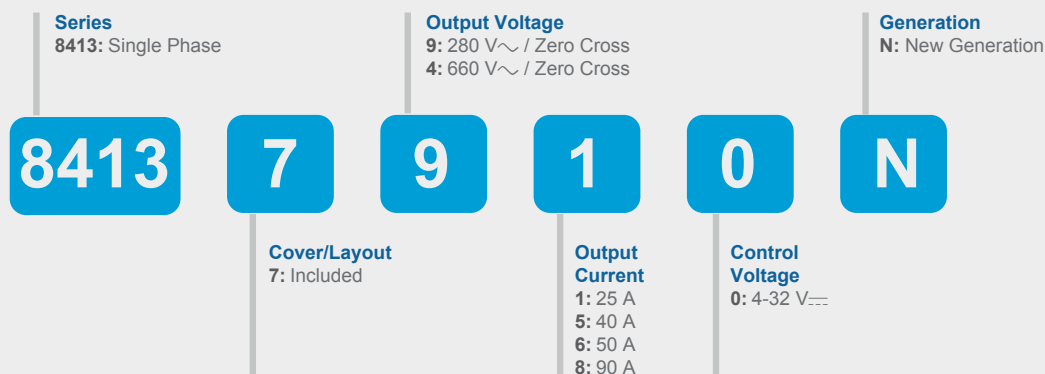 Series
8413: Single Phase
Output Voltage
9: 280 V∿ / Zero Cross
4: 660 V∿ / Zero Cross
Generation
N: New Generation
8413 7 9 1 0 N
Cover/Layout
7: Included
Output
Current
1: 25 A
5: 40 A
6: 50 A
8: 90 A
Control
Voltage
0: 4-32 V⎓